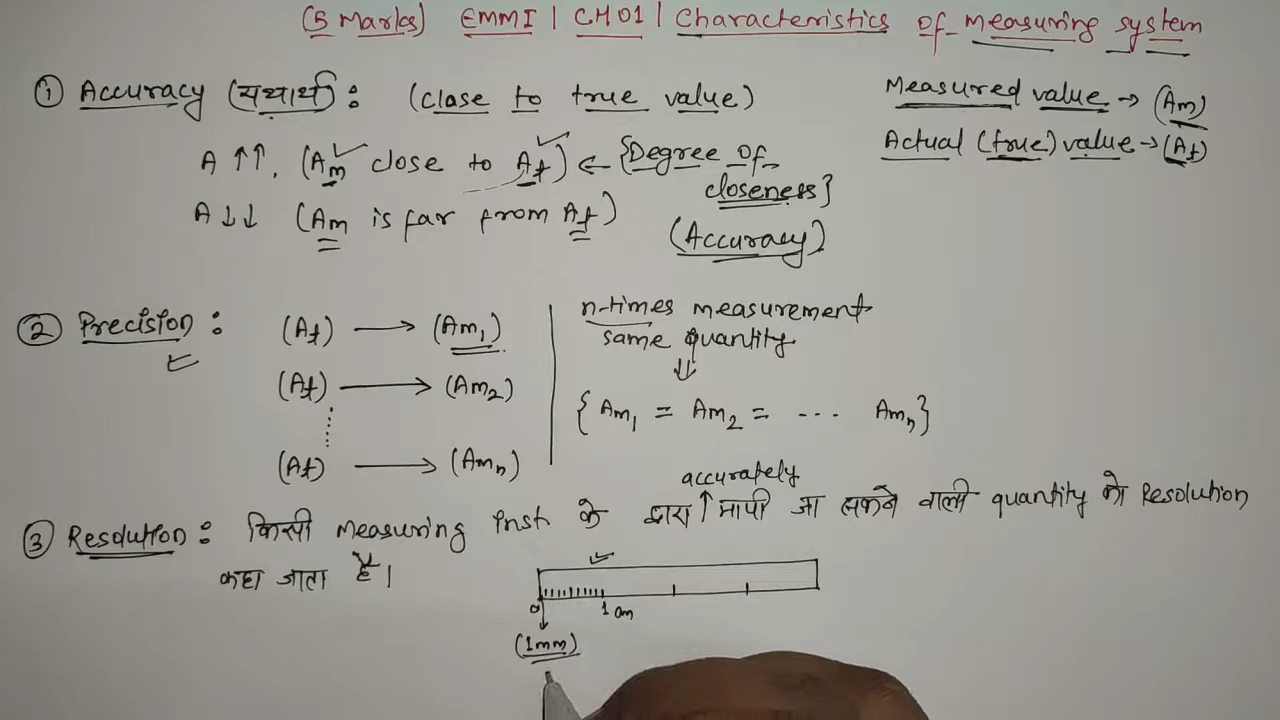 (5 Marks) EMMI | CH01 | Characteristics of measuring system
① Accuracy (यथार्थ) : (close to true value)
Measured value → (Am)
Actual (true) value → (At)
A ↑↑, (Am close to At) ← {Degree of closeness}
A ↓↓ (Am is far from At)
(Accuracy)
② Precision :
(At) → (Am1)
(At) → (Am2)
(At) → (Amn)
n-times measurement
same quantity
⇓
{ Am1 = Am2 = ... Amn }
③ Resolution : किसी measuring Inst. के द्वारा ↑ मापी जा सकने वाली quantity को Resolution
accurately
कहा जाता है।
0 1 cm
(1mm)